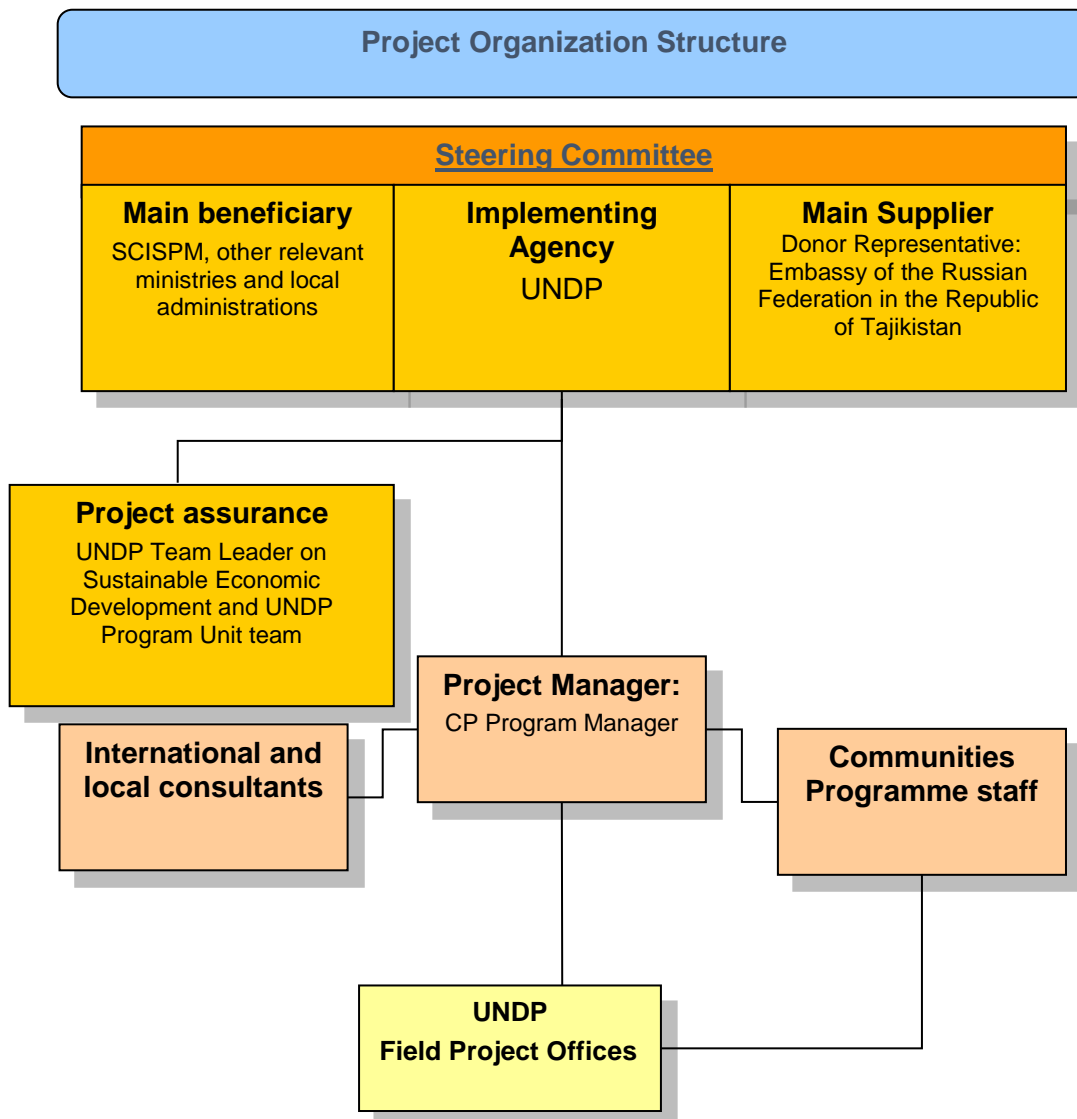 Project Organization Structure
Steering Committee
Main beneficiary
SCISPM, other relevant
ministries and local
administrations
Implementing
Agency
UNDP
Main Supplier
Donor Representative:
Embassy of the Russian
Federation in the Republic
of Tajikistan
Project assurance
UNDP Team Leader on
Sustainable Economic
Development and UNDP
Program Unit team
Project Manager:
CP Program Manager
International and
local consultants
Communities
Programme staff
UNDP
Field Project Offices